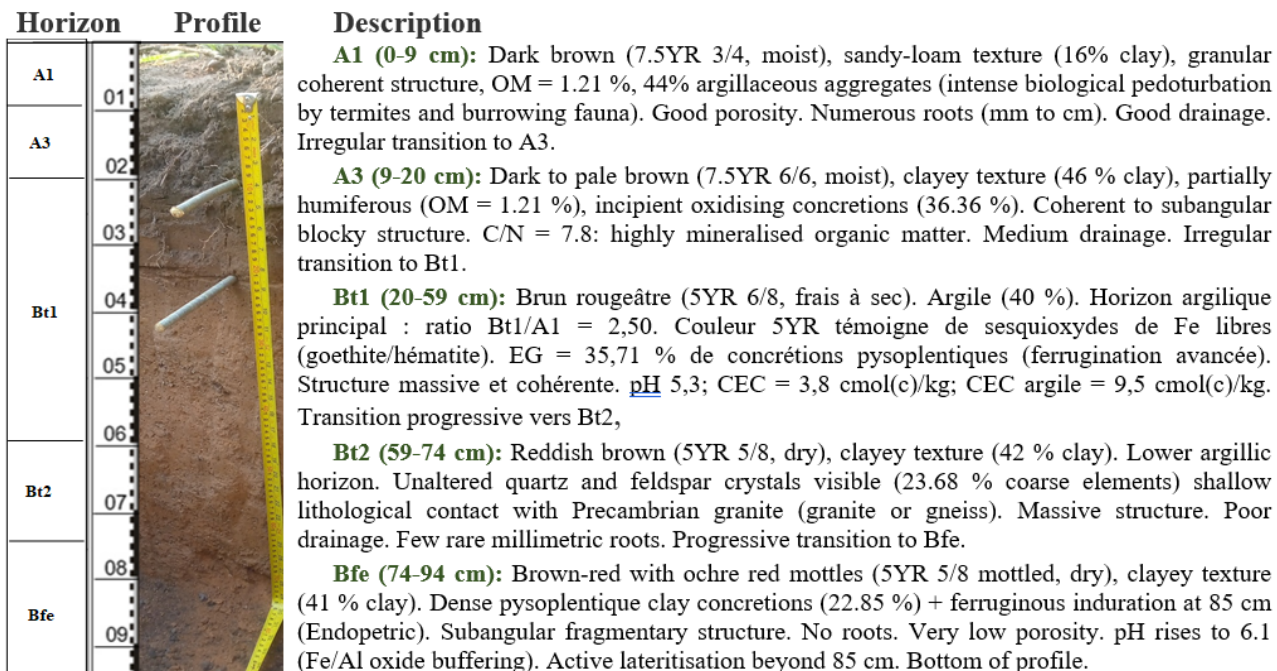 Horizon Profile Description
A1
A3
Bt1
Bt2
Bfe
01
02
03
04
05
06
07
08
09
A1 (0-9 cm): Dark brown (7.5YR 3/4, moist), sandy-loam texture (16% clay), granular
coherent structure, OM = 1.21 %, 44% argillaceous aggregates (intense biological pedoturbation
by termites and burrowing fauna). Good porosity. Numerous roots (mm to cm). Good drainage.
Irregular transition to A3.
A3 (9-20 cm): Dark to pale brown (7.5YR 6/6, moist), clayey texture (46 % clay), partially
humiferous (OM = 1.21 %), incipient oxidising concretions (36.36 %). Coherent to subangular
blocky structure. C/N = 7.8: highly mineralised organic matter. Medium drainage. Irregular
transition to Bt1.
Bt1 (20-59 cm): Brun rougeâtre (5YR 6/8, frais à sec). Argile (40 %). Horizon argilique
principal : ratio Bt1/A1 = 2,50. Couleur 5YR témoigne de sesquioxydes de Fe libres
(goethite/hématite). EG = 35,71 % de concrétions pysoplentiques (ferrugination avancée).
Structure massive et cohérente. pH 5,3; CEC = 3,8 cmol(c)/kg; CEC argile = 9,5 cmol(c)/kg.
Transition progressive vers Bt2,
Bt2 (59-74 cm): Reddish brown (5YR 5/8, dry), clayey texture (42 % clay). Lower argillic
horizon. Unaltered quartz and feldspar crystals visible (23.68 % coarse elements) shallow
lithological contact with Precambrian granite (granite or gneiss). Massive structure. Poor
drainage. Few rare millimetric roots. Progressive transition to Bfe.
Bfe (74-94 cm): Brown-red with ochre red mottles (5YR 5/8 mottled, dry), clayey texture
(41 % clay). Dense pysoplentique clay concretions (22.85 %) + ferruginous induration at 85 cm
(Endopetric). Subangular fragmentary structure. No roots. Very low porosity. pH rises to 6.1
(Fe/Al oxide buffering). Active lateritisation beyond 85 cm. Bottom of profile.